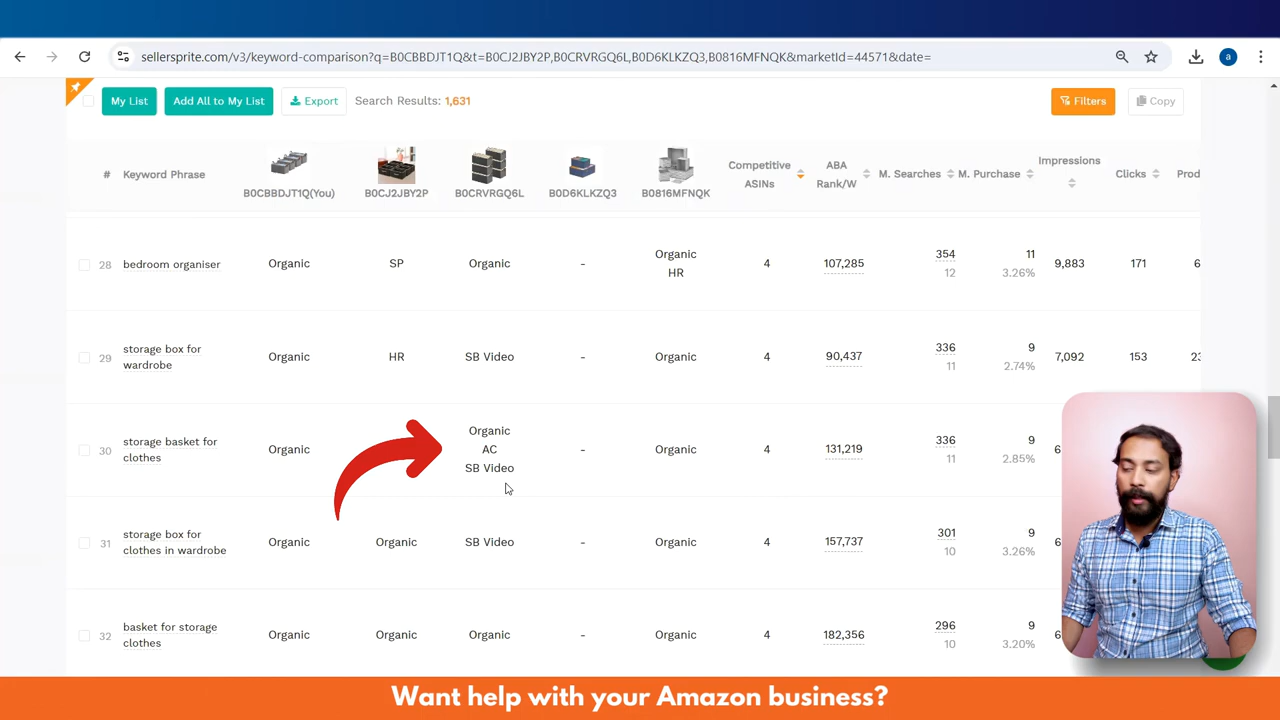 sellersprite.com/v3/keyword-comparison?q=B0CBBDJT1Q&t=B0CJ2JBY2P,B0CRVRGQ6L,B0D6KLKZQ3,B0816MFNQK&marketId=44571&date=
a
My List
Add All to My List
Export
Search Results: 1,631
Filters
Copy
# Keyword Phrase B0CBBDJT1Q(You) B0CJ2JBY2P B0CRVRGQ6L B0D6KLKZQ3 B0816MFNQK Competitive ASINs ABA Rank/W M. Searches M. Purchase Impressions Clicks Prod
28 bedroom organiser Organic SP Organic - Organic HR 4 107,285 354 12 11 3.26% 9,883 171 6
29 storage box for wardrobe Organic HR SB Video - Organic 4 90,437 336 11 9 2.74% 7,092 153 23
30 storage basket for clothes Organic Organic AC SB Video - Organic 4 131,219 336 11 9 2.85% 6
31 storage box for clothes in wardrobe Organic Organic SB Video - Organic 4 157,737 301 10 9 3.26% 6
32 basket for storage clothes Organic Organic Organic - Organic 4 182,356 296 10 9 3.20% 6
Want help with your Amazon business?